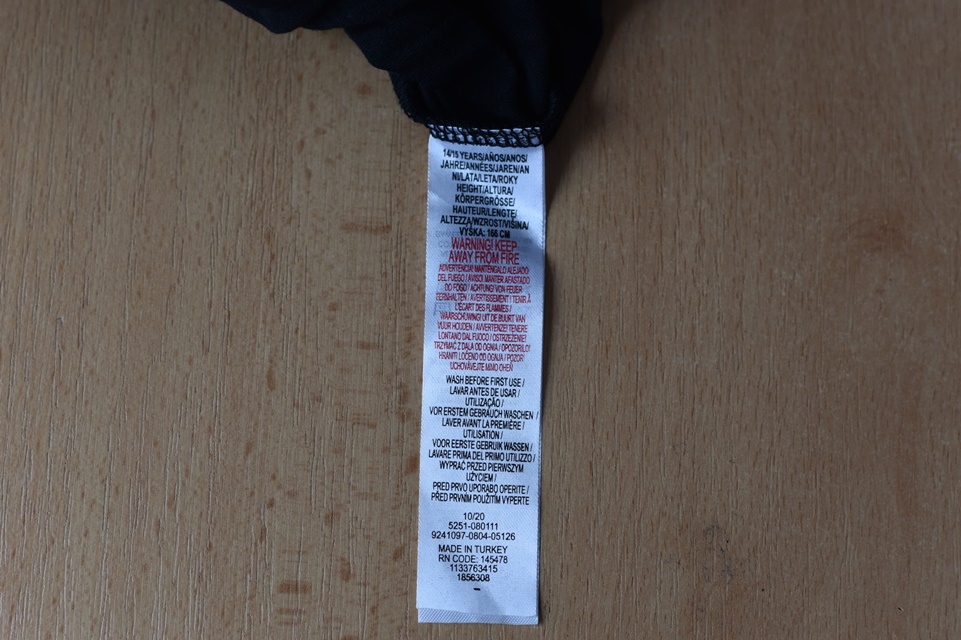 14/15 YEARS/AÑOS/ANOS/
JAHRE/ANNÉES/JAREN/AN
NI/LATA/LETA/ROKY
HEIGHT/ALTURA/
KÖRPERGRÖSSE/
HAUTEUR/LENGTE/
ALTEZZA/WZROST/VIŠINA/
VÝŠKA: 166 CM
WARNING! KEEP
AWAY FROM FIRE
ADVERTENCIA! MANTENGALO ALEJADO
DEL FUEGO / AVISO! MANTER AFASTADO
DO FOGO / ACHTUNG! VON FEUER
FERNHALTEN / AVERTISSEMENT ! TENIR À
L'ÉCART DES FLAMMES /
WAARSCHUWING! UIT DE BUURT VAN
VUUR HOUDEN / AVVERTENZE! TENERE
LONTANO DAL FUOCO / OSTRZEŻENIE!
TRZYMAĆ Z DALA OD OGNIA / OPOZORILO!
HRANITI LOČENO OD OGNJA / POZOR!
UCHOVÁVEJTE MIMO OHEŇ
WASH BEFORE FIRST USE /
LAVAR ANTES DE USAR /
UTILIZAÇÃO /
VOR ERSTEM GEBRAUCH WASCHEN /
LAVER AVANT LA PREMIÈRE /
UTILISATION /
VOOR EERSTE GEBRUIK WASSEN /
LAVARE PRIMA DEL PRIMO UTILIZZO /
WYPRAĆ PRZED PIERWSZYM
UŻYCIEM /
PRED PRVO UPORABO OPERITE /
PŘED PRVNÍM POUŽITÍM VYPERTE
10/20
5251-080111
9241097-0804-05126
MADE IN TURKEY
RN CODE: 145478
1133763415
1856308